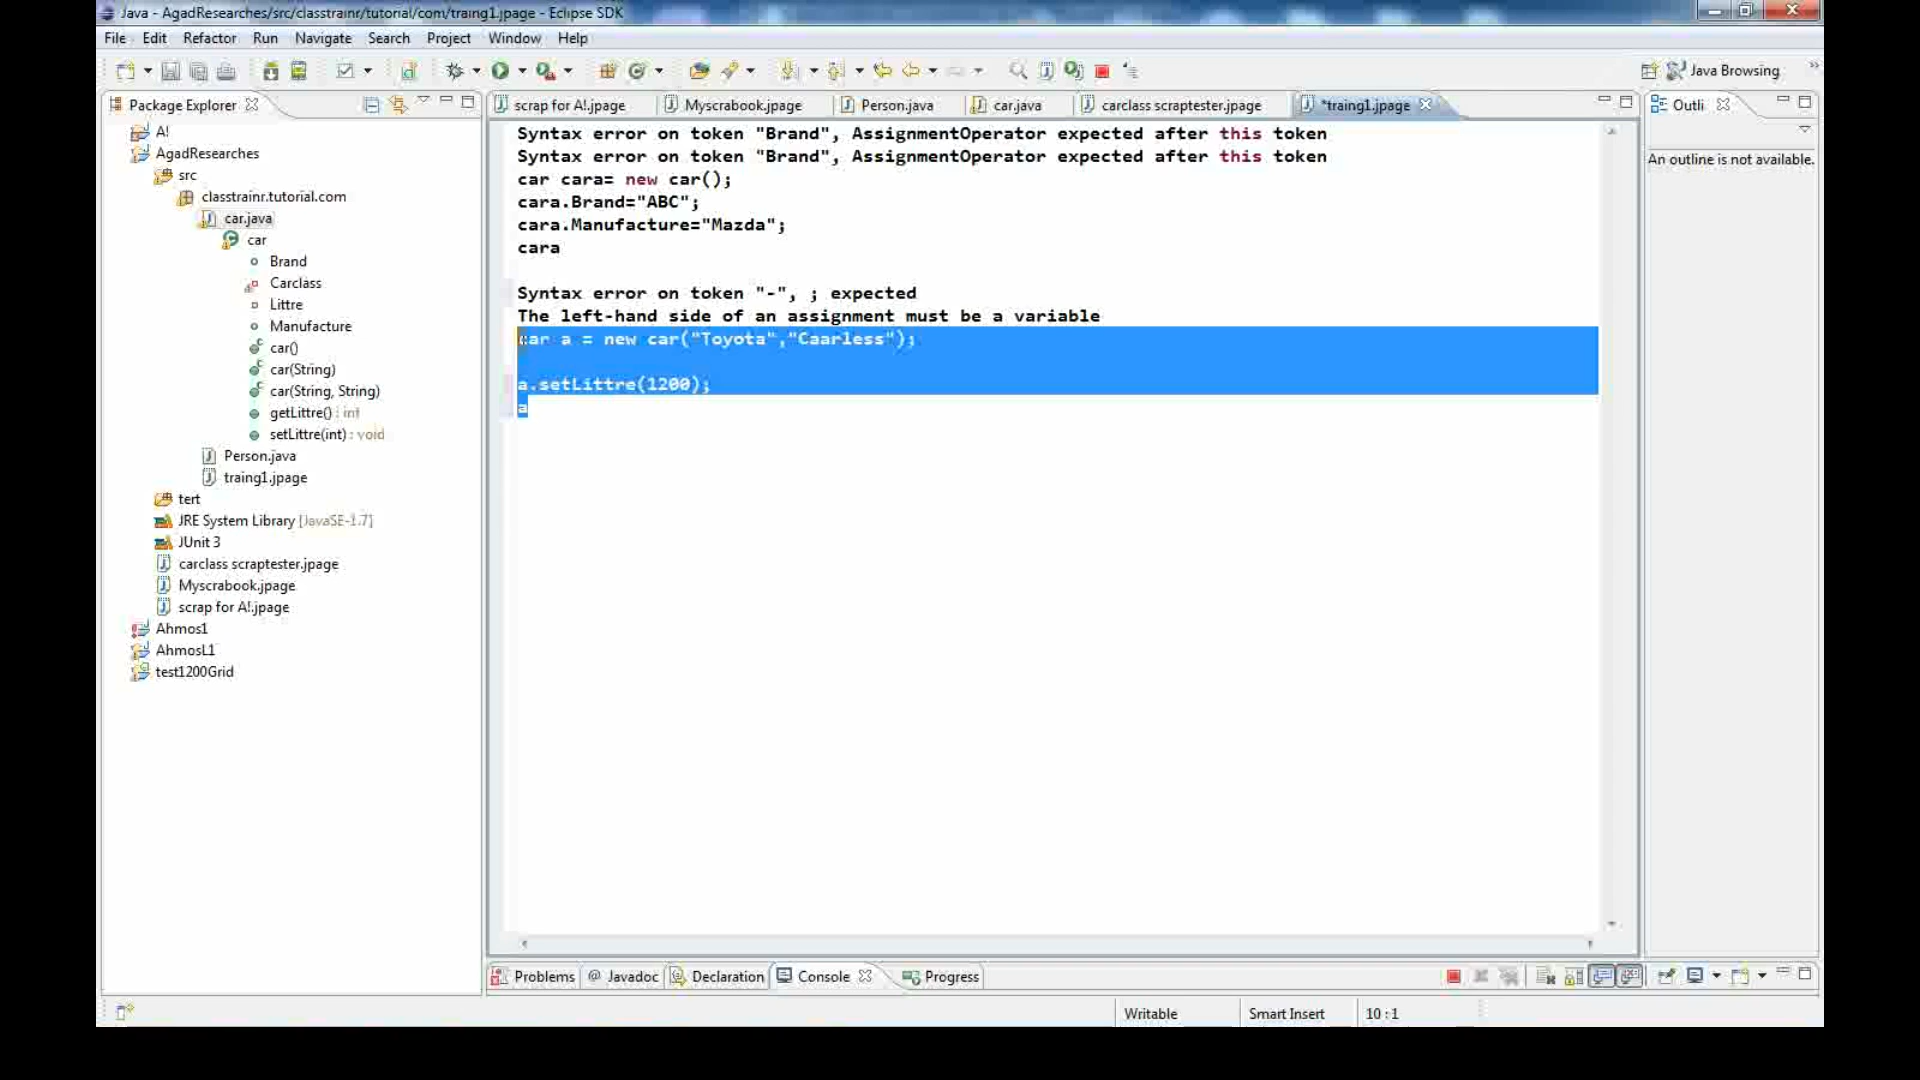 Java - AgadResearches/src/classtrainr/tutorial/com/traing1.jpage - Eclipse SDK
File Edit Refactor Run Navigate Search Project Window Help
Java Browsing
Package Explorer
scrap for A!.jpage
Myscrabook.jpage
Person.java
car.java
carclass scraptester.jpage
*traing1.jpage
Outli
A!
AgadResearches
src
classtrainr.tutorial.com
car.java
car
Brand
Carclass
Littre
Manufacture
car()
car(String)
car(String, String)
getLittre() : int
setLittre(int) : void
Person.java
traing1.jpage
tert
JRE System Library [JavaSE-1.7]
JUnit 3
carclass scraptester.jpage
Myscrabook.jpage
scrap for A!.jpage
Ahmos1
AhmosL1
test1200Grid
Syntax error on token "Brand", AssignmentOperator expected after this token
Syntax error on token "Brand", AssignmentOperator expected after this token
car cara= new car();
cara.Brand="ABC";
cara.Manufacture="Mazda";
cara
Syntax error on token "-", ; expected
The left-hand side of an assignment must be a variable
car a = new car("Toyota","Caarless");
a.setLittre(1200);
a
An outline is not available.
Problems @ Javadoc Declaration Console Progress
Writable Smart Insert 10 : 1